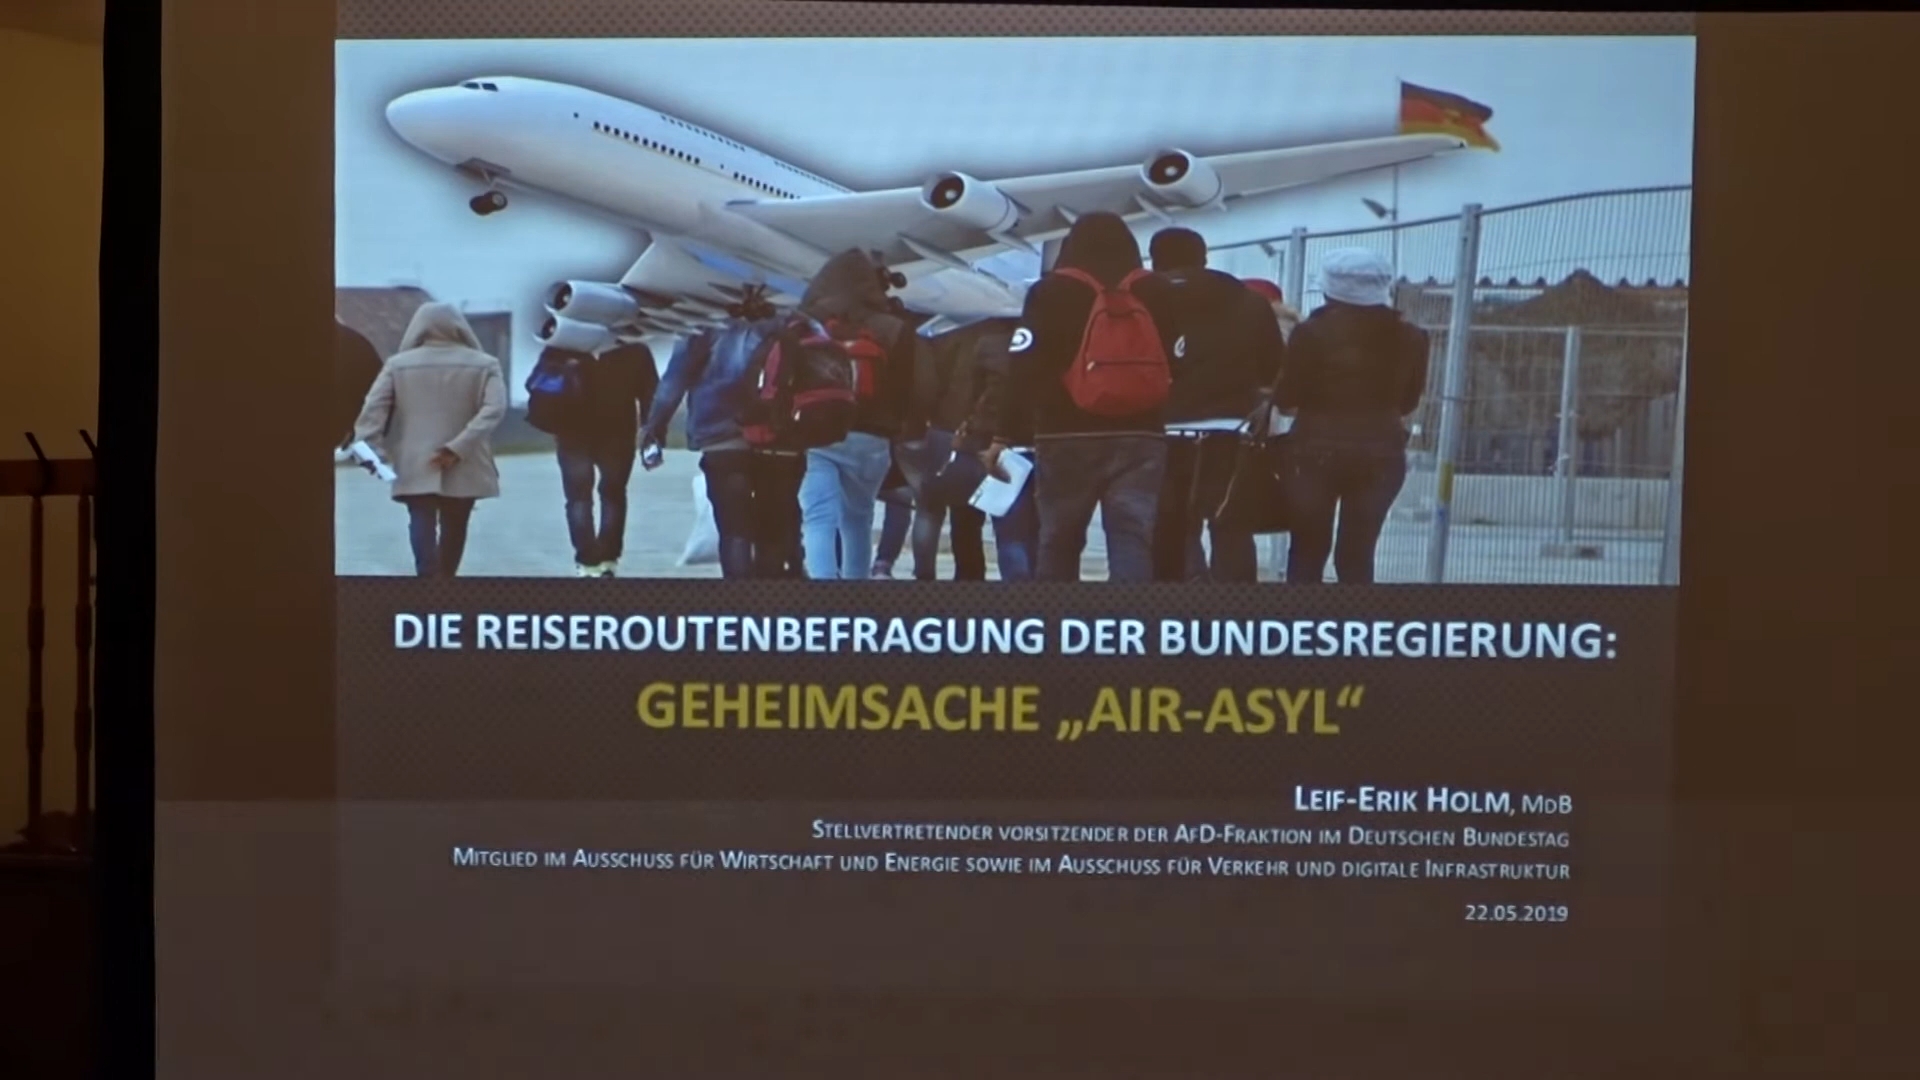 DIE REISEROUTENBEFRAGUNG DER BUNDESREGIERUNG:
GEHEIMSACHE „AIR-ASYL“
LEIF-ERIK HOLM, MDB
STELLVERTRETENDER VORSITZENDER DER AFD-FRAKTION IM DEUTSCHEN BUNDESTAG
MITGLIED IM AUSSCHUSS FÜR WIRTSCHAFT UND ENERGIE SOWIE IM AUSSCHUSS FÜR VERKEHR UND DIGITALE INFRASTRUKTUR
22.05.2019